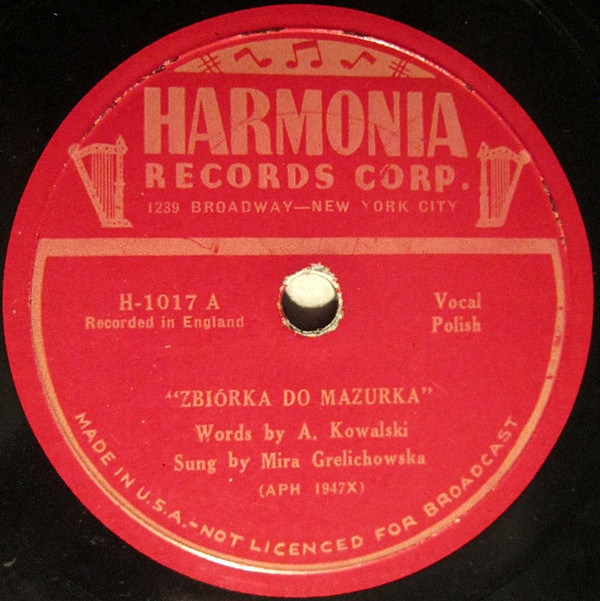 HARMONIA
RECORDS CORP.
1239 BROADWAY—NEW YORK CITY
H-1017 A
Recorded in England
Vocal
Polish
"ZBIÓRKA DO MAZURKA"
Words by A. Kowalski
Sung by Mira Grelichowska
(APH 1947X)
MADE IN U.S.A.-NOT LICENCED FOR BROADCAST